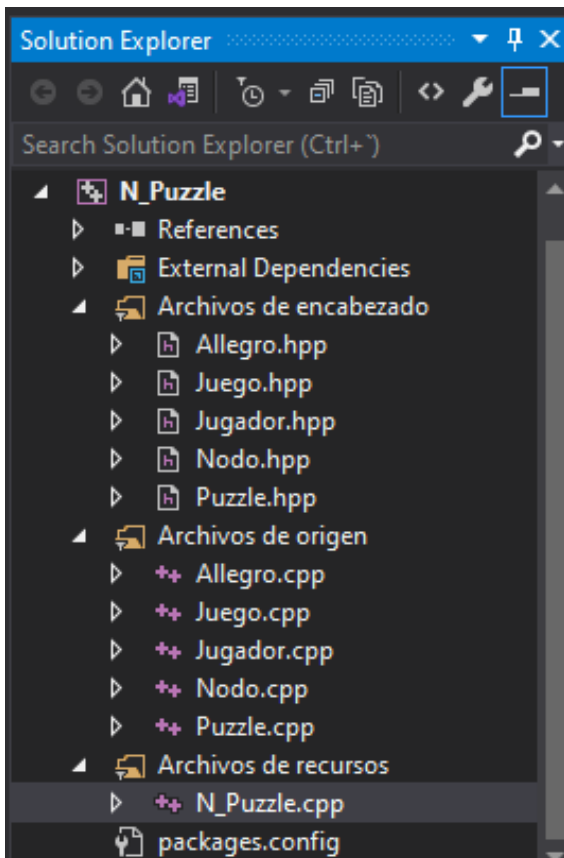 Solution Explorer
Search Solution Explorer (Ctrl+`)
N_Puzzle
References
External Dependencies
Archivos de encabezado
Allegro.hpp
Juego.hpp
Jugador.hpp
Nodo.hpp
Puzzle.hpp
Archivos de origen
Allegro.cpp
Juego.cpp
Jugador.cpp
Nodo.cpp
Puzzle.cpp
Archivos de recursos
N_Puzzle.cpp
packages.config